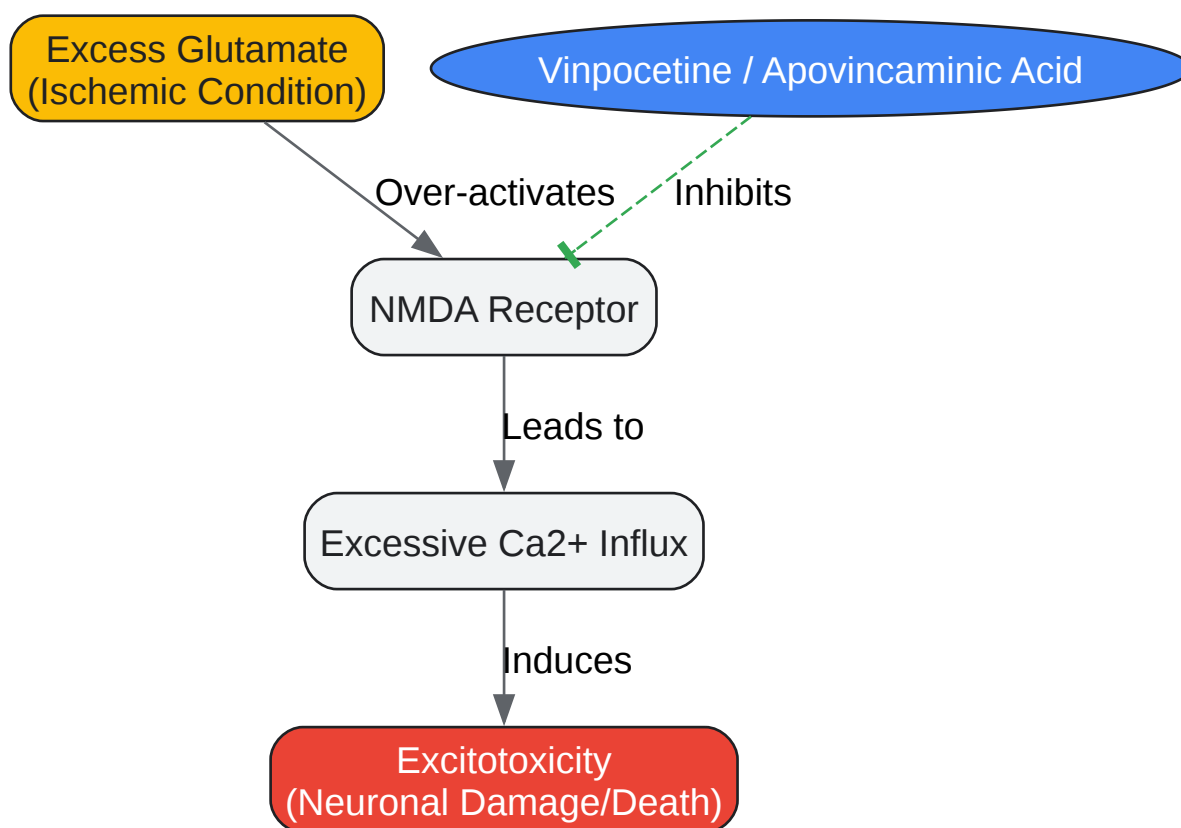 Excess Glutamate
(Ischemic Condition)
Vinpocetine / Apovincaminic Acid
Over-activates
Inhibits
NMDA Receptor
Leads to
Excessive Ca2+ Influx
Induces
Excitotoxicity
(Neuronal Damage/Death)